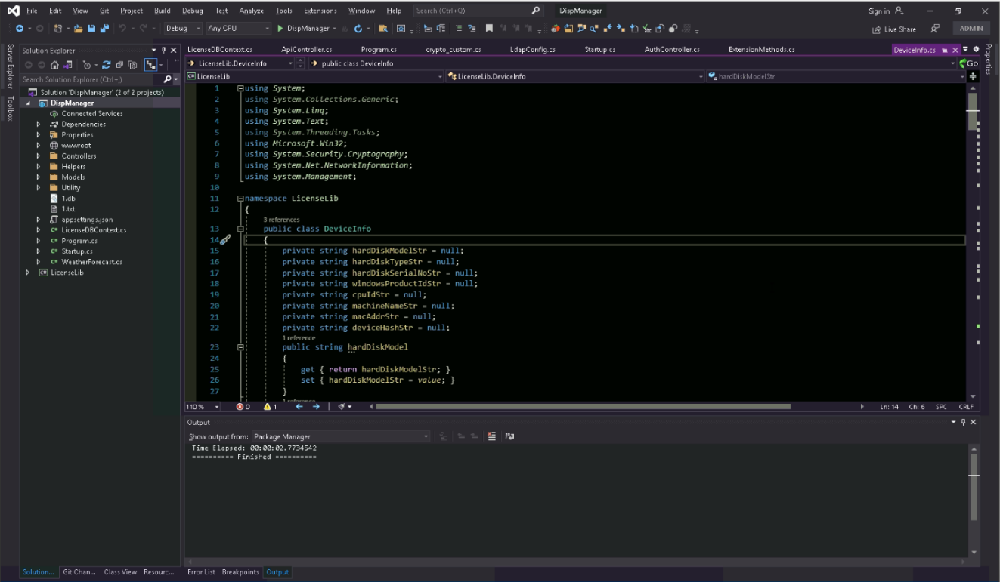 File Edit View Git Project Build Debug Test Analyze Tools Extensions Window Help Search (Ctrl+Q) DispManager Sign in
Debug Any CPU DispManager Live Share ADMIN
Server Explorer
Toolbox
Solution Explorer
Search Solution Explorer (Ctrl+;)
Solution 'DispManager' (2 of 2 projects)
DispManager
Connected Services
Dependencies
Properties
wwwroot
Controllers
Helpers
Models
Utility
1.db
1.txt
appsettings.json
LicenseDBContext.cs
Program.cs
Startup.cs
WeatherForecast.cs
LicenseLib
LicenseDBContext.cs ApiController.cs Program.cs crypto_custom.cs LdapConfig.cs Startup.cs AuthController.cs ExtensionMethods.cs DeviceInfo.cs
LicenseLib.DeviceInfo public class DeviceInfo Go
LicenseLib LicenseLib.DeviceInfo hardDiskModelStr
1 using System;
2 using System.Collections.Generic;
3 using System.Linq;
4 using System.Text;
5 using System.Threading.Tasks;
6 using Microsoft.Win32;
7 using System.Security.Cryptography;
8 using System.Net.NetworkInformation;
9 using System.Management;
10
11 namespace LicenseLib
12 {
3 references
13 public class DeviceInfo
14 {
15 private string hardDiskModelStr = null;
16 private string hardDiskTypeStr = null;
17 private string hardDiskSerialNoStr = null;
18 private string windowsProductIdStr = null;
19 private string cpuIdStr = null;
20 private string machineNameStr = null;
21 private string macAddrStr = null;
22 private string deviceHashStr = null;
1 reference
23 public string hardDiskModel
24 {
25 get { return hardDiskModelStr; }
26 set { hardDiskModelStr = value; }
27 }
1 reference
110 % 0 1 Ln: 14 Ch: 6 SPC CRLF
Properties
Output
Show output from: Package Manager
Time Elapsed: 00:00:02.7734542
========== Finished ==========
Solution... Git Chan... Class View Resourc... Error List Breakpoints Output